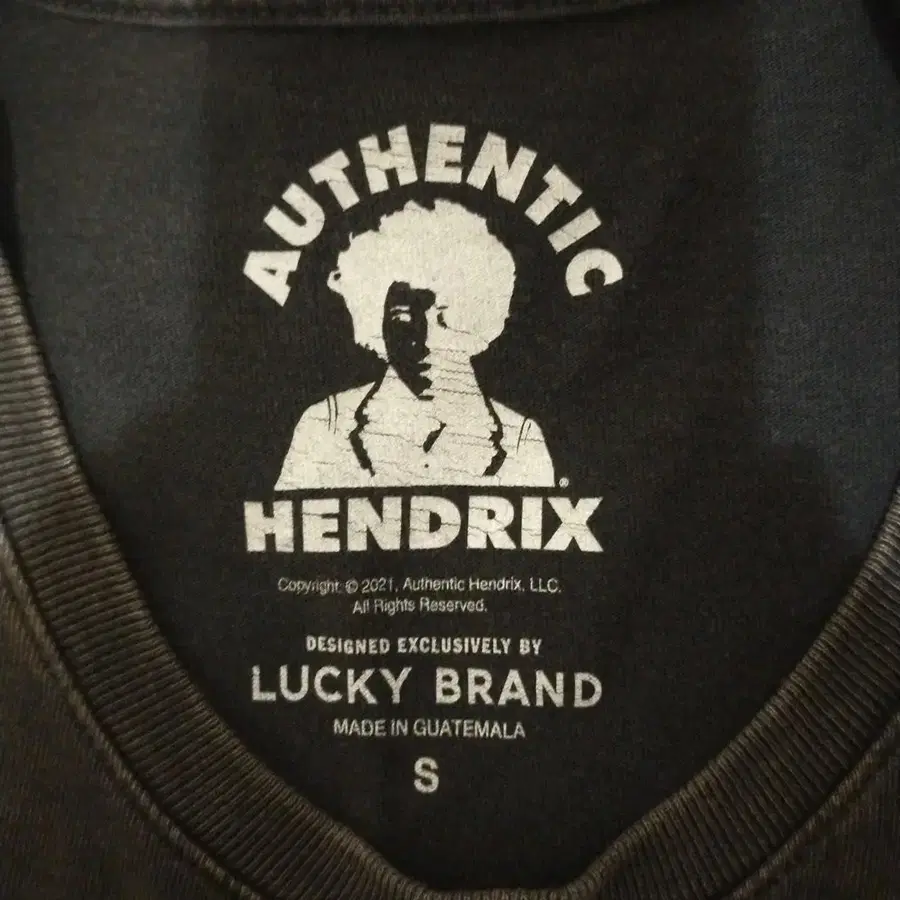 AUTHENTIC
®
HENDRIX
Copyright © 2021, Authentic Hendrix, LLC.
All Rights Reserved.
DESIGNED EXCLUSIVELY BY
LUCKY BRAND
MADE IN GUATEMALA
S